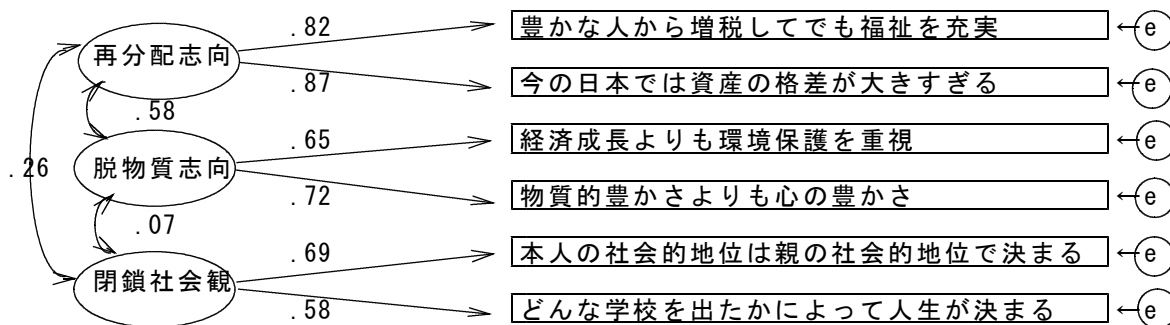 .82
豊かな人から増税してでも福祉を充実
e
再分配志向
.87
今の日本では資産の格差が大きすぎる
e
.58
.65
経済成長よりも環境保護を重視
e
.26
脱物質志向
.72
物質的豊かさよりも心の豊かさ
e
.07
.69
本人の社会的地位は親の社会的地位で決まる
e
閉鎖社会観
.58
どんな学校を出たかによって人生が決まる
e